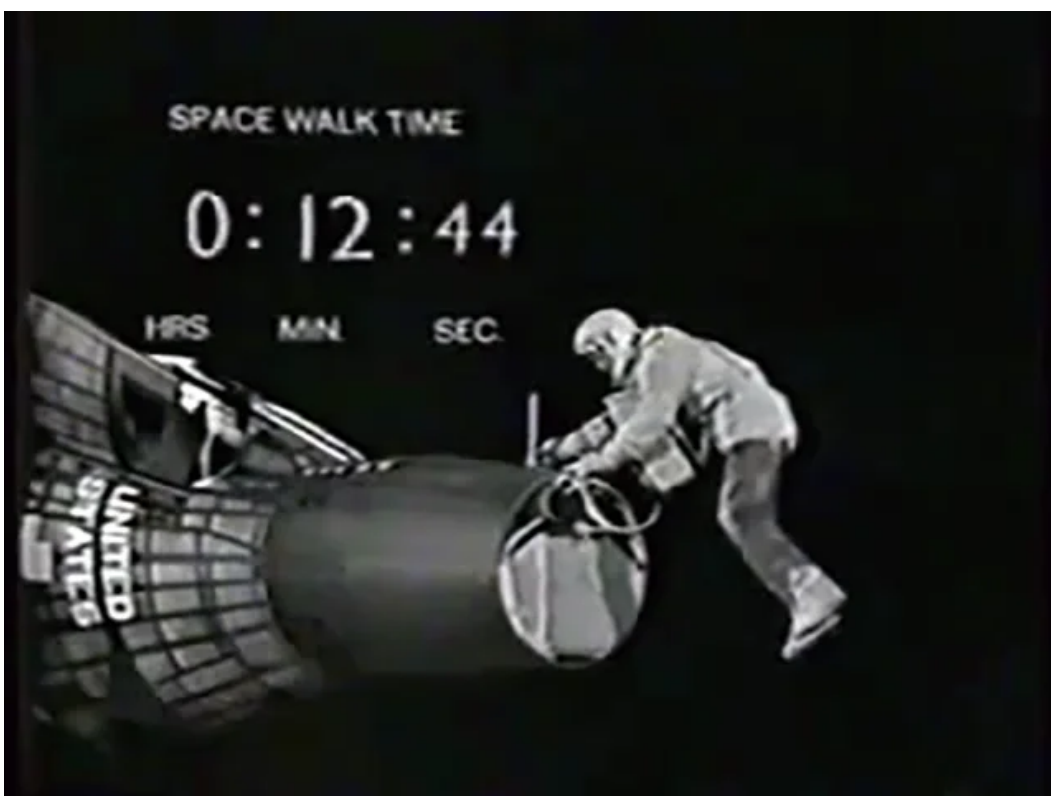 SPACE WALK TIME
0: 12 : 44
HRS. MIN. SEC.
UNITED
STATES